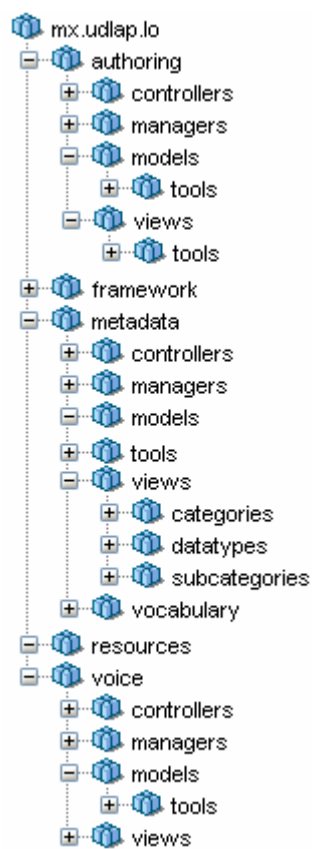 mx.udlap.lo
authoring
controllers
managers
models
tools
views
tools
framework
metadata
controllers
managers
models
tools
views
categories
datatypes
subcategories
vocabulary
resources
voice
controllers
managers
models
tools
views